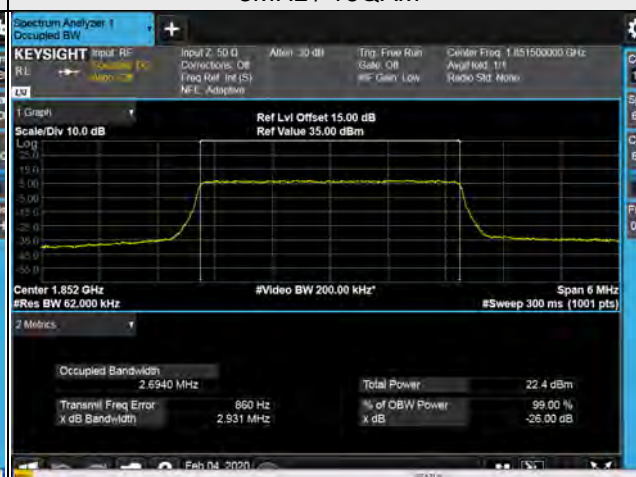 Spectrum Analyzer 1
Occupied BW
KEYSIGHT Input: RF Input Z: 50 Ω Atten: 30 dB Trig: Free Run Center Freq: 1.851500000 GHz
RL Corrections: Off Gate: Off Avg|Hold: 1/1
Freq Ref: Int (S) #IF Gain: Low Radio Std: None
NFE: Adaptive
1 Graph
Ref Lvl Offset 15.00 dB
Scale/Div 10.0 dB Ref Value 35.00 dBm
Log
25.0
15.0
5.00
-5.00
-15.0
-25.0
-35.0
-45.0
-55.0
Center 1.852 GHz #Video BW 200.00 kHz* Span 6 MHz
#Res BW 62.000 kHz #Sweep 300 ms (1001 pts)
2 Metrics
Occupied Bandwidth
2.6940 MHz Total Power 22.4 dBm
Transmit Freq Error 860 Hz % of OBW Power 99.00 %
x dB Bandwidth 2.931 MHz x dB -26.00 dB
Feb 04, 2020